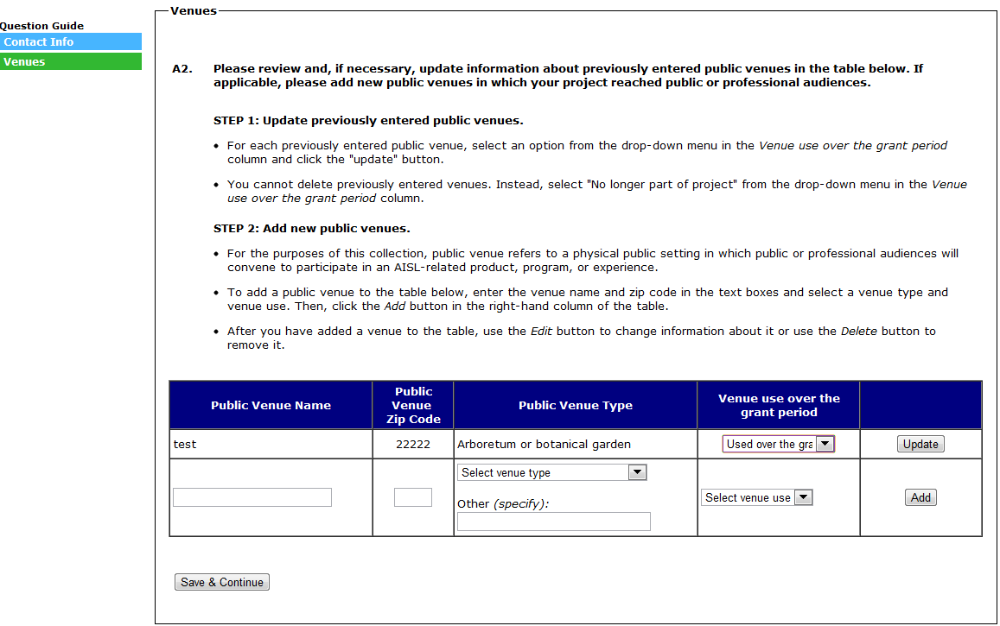 Venues
Question Guide
Contact Info
Venues
A2. Please review and, if necessary, update information about previously entered public venues in the table below. If
applicable, please add new public venues in which your project reached public or professional audiences.
STEP 1: Update previously entered public venues.
• For each previously entered public venue, select an option from the drop-down menu in the Venue use over the grant period
column and click the "update" button.
• You cannot delete previously entered venues. Instead, select "No longer part of project" from the drop-down menu in the Venue
use over the grant period column.
STEP 2: Add new public venues.
• For the purposes of this collection, public venue refers to a physical public setting in which public or professional audiences will
convene to participate in an AISL-related product, program, or experience.
• To add a public venue to the table below, enter the venue name and zip code in the text boxes and select a venue type and
venue use. Then, click the Add button in the right-hand column of the table.
• After you have added a venue to the table, use the Edit button to change information about it or use the Delete button to
remove it.
Public Venue Name
Public
Venue
Zip Code
Public Venue Type
Venue use over the
grant period
test 22222 Arboretum or botanical garden Used over the gra Update
Select venue type
Other (specify):
Select venue use
Add
Save & Continue